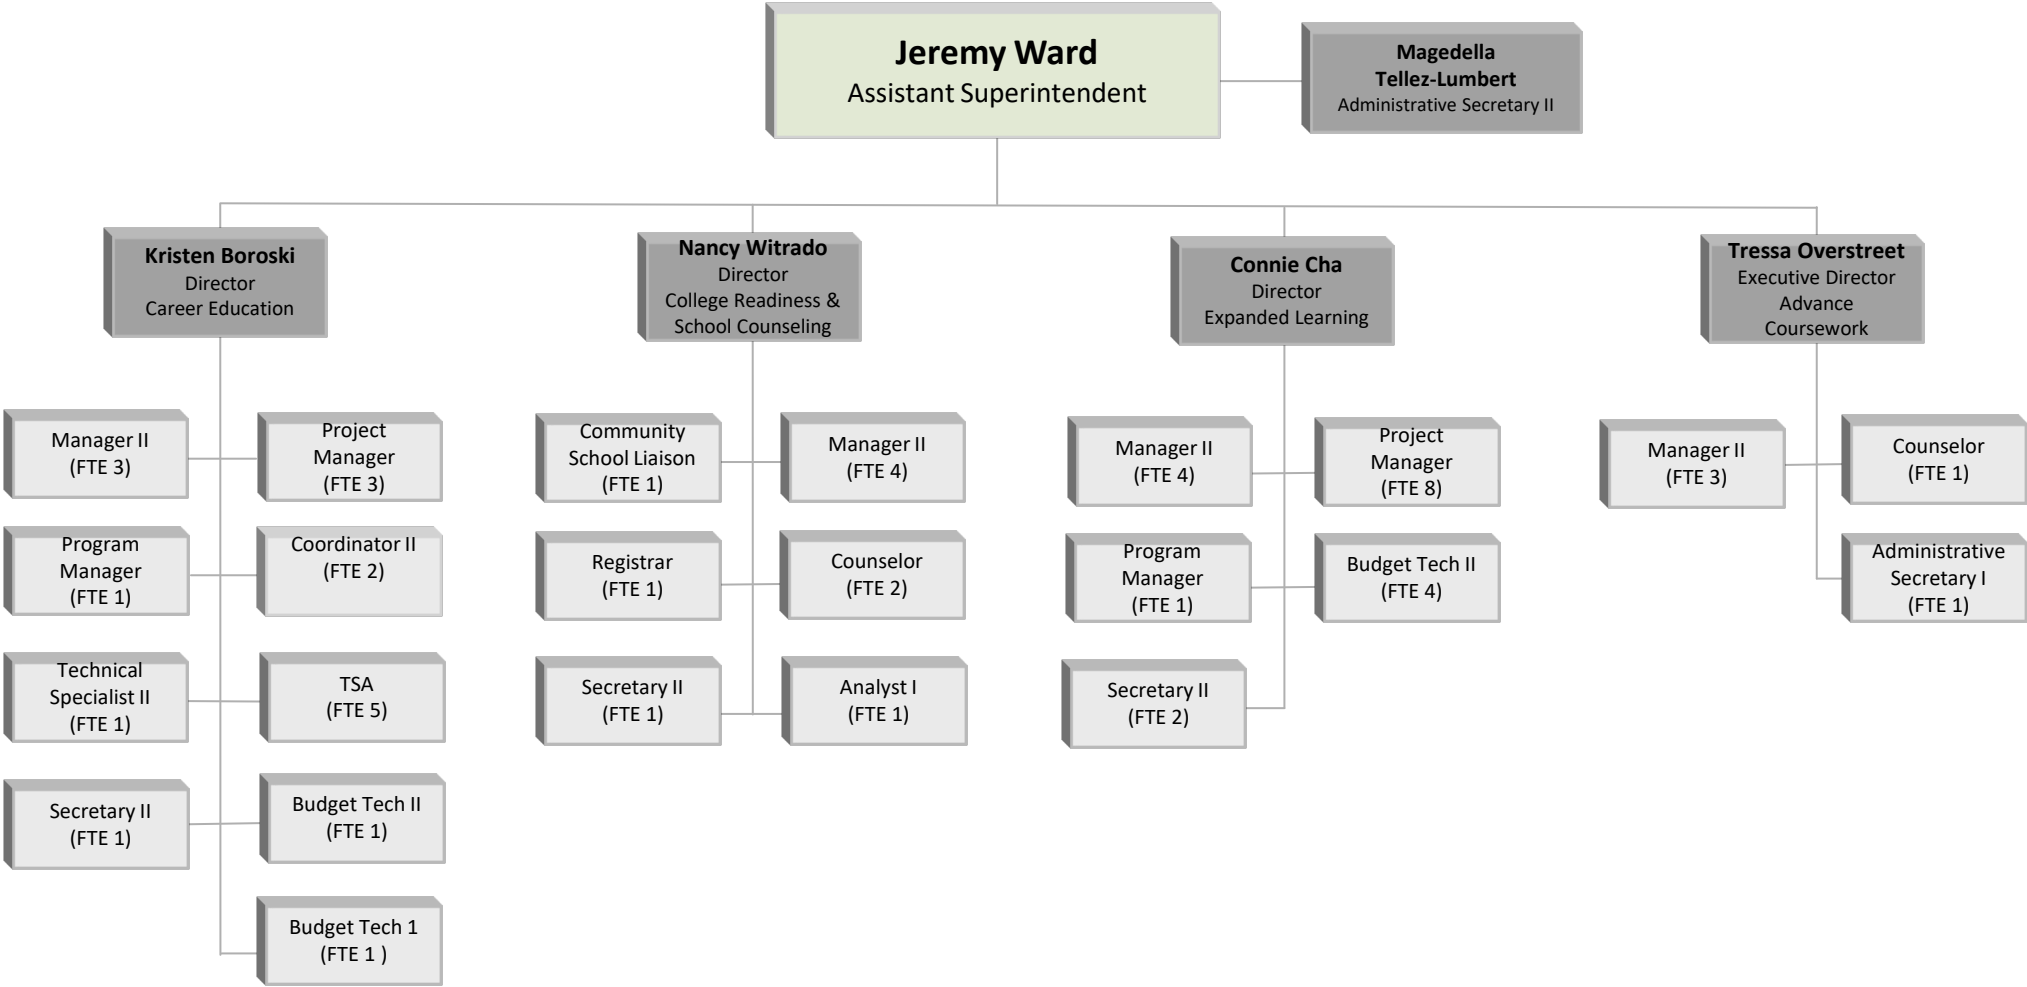 Jeremy Ward
Assistant Superintendent
Magedella
Tellez-Lumbert
Administrative Secretary II
Kristen Boroski
Director
Career Education
Nancy Witrado
Director
College Readiness &
School Counseling
Connie Cha
Director
Expanded Learning
Tressa Overstreet
Executive Director
Advance
Coursework
Manager II
(FTE 3)
Project
Manager
(FTE 3)
Program
Manager
(FTE 1)
Coordinator II
(FTE 2)
Technical
Specialist II
(FTE 1)
TSA
(FTE 5)
Secretary II
(FTE 1)
Budget Tech II
(FTE 1)
Budget Tech 1
(FTE 1 )
Community
School Liaison
(FTE 1)
Manager II
(FTE 4)
Registrar
(FTE 1)
Counselor
(FTE 2)
Secretary II
(FTE 1)
Analyst I
(FTE 1)
Manager II
(FTE 4)
Project
Manager
(FTE 8)
Program
Manager
(FTE 1)
Budget Tech II
(FTE 4)
Secretary II
(FTE 2)
Manager II
(FTE 3)
Counselor
(FTE 1)
Administrative
Secretary I
(FTE 1)